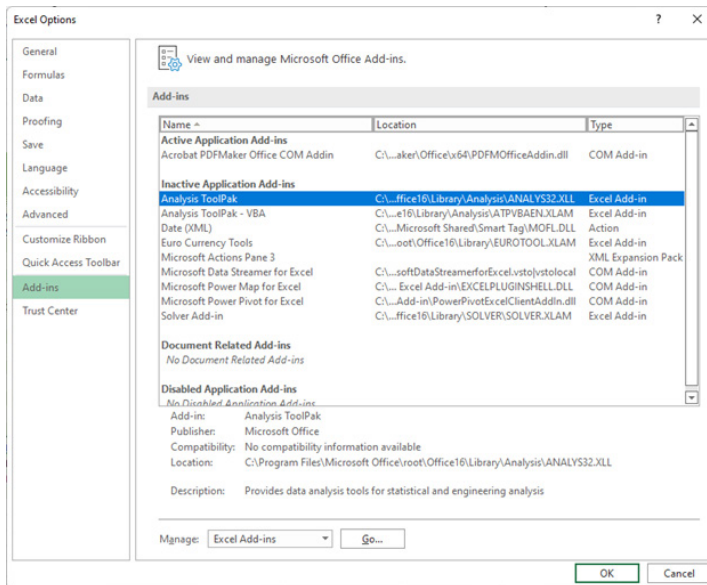 Excel Options ? ×
General
Formulas
Data
Proofing
Save
Language
Accessibility
Advanced
Customize Ribbon
Quick Access Toolbar
Add-ins
Trust Center
View and manage Microsoft Office Add-ins.
Add-ins
Name Location Type
Active Application Add-ins
Acrobat PDFMaker Office COM Addin C:\...aker\Office\x64\PDFMOfficeAddin.dll COM Add-in
Inactive Application Add-ins
Analysis ToolPak C:\...ffice16\Library\Analysis\ANALYS32.XLL Excel Add-in
Analysis ToolPak - VBA C:\...e16\Library\Analysis\ATPVBAEN.XLAM Excel Add-in
Date (XML) C:\...Microsoft Shared\Smart Tag\MOFL.DLL Action
Euro Currency Tools C:\...oot\Office16\Library\EUROTOOL.XLAM Excel Add-in
Microsoft Actions Pane 3 XML Expansion Pack
Microsoft Data Streamer for Excel C:\...softDataStreamerforExcel.vsto|vstolocal COM Add-in
Microsoft Power Map for Excel C:\... Excel Add-in\EXCELPLUGINSHELL.DLL COM Add-in
Microsoft Power Pivot for Excel C:\...Add-in\PowerPivotExcelClientAddIn.dll COM Add-in
Solver Add-in C:\...ffice16\Library\SOLVER\SOLVER.XLAM Excel Add-in
Document Related Add-ins
No Document Related Add-ins
Disabled Application Add-ins
No Disabled Application Add-ins
Add-in: Analysis ToolPak
Publisher: Microsoft Office
Compatibility: No compatibility information available
Location: C:\Program Files\Microsoft Office\root\Office16\Library\Analysis\ANALYS32.XLL
Description: Provides data analysis tools for statistical and engineering analysis
Manage: Excel Add-ins Go...
OK Cancel